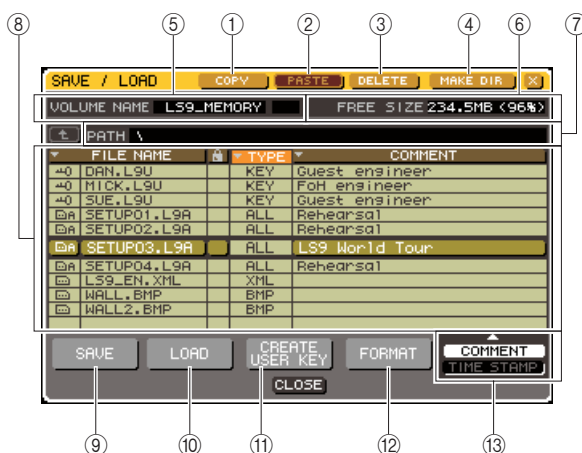 ⑧ ⑤ ① ② ③ ④ ⑥ ⑦
SAVE / LOAD COPY PASTE DELETE MAKE DIR X
VOLUME NAME LS9_MEMORY FREE SIZE 234.5MB (96%)
PATH \
FILE NAME TYPE COMMENT
DAN.L9U KEY Guest engineer
MICK.L9U KEY FoH engineer
SUE.L9U KEY Guest engineer
SETUP01.L9A ALL Rehearsal
SETUP02.L9A ALL Rehearsal
SETUP03.L9A ALL LS9 World Tour
SETUP04.L9A ALL Rehearsal
LS9_EN.XML XML
WALL.BMP BMP
WALL2.BMP BMP
SAVE LOAD CREATE USER KEY FORMAT COMMENT
TIME STAMP
CLOSE
⑨ ⑩ ⑪ ⑫ ⑬